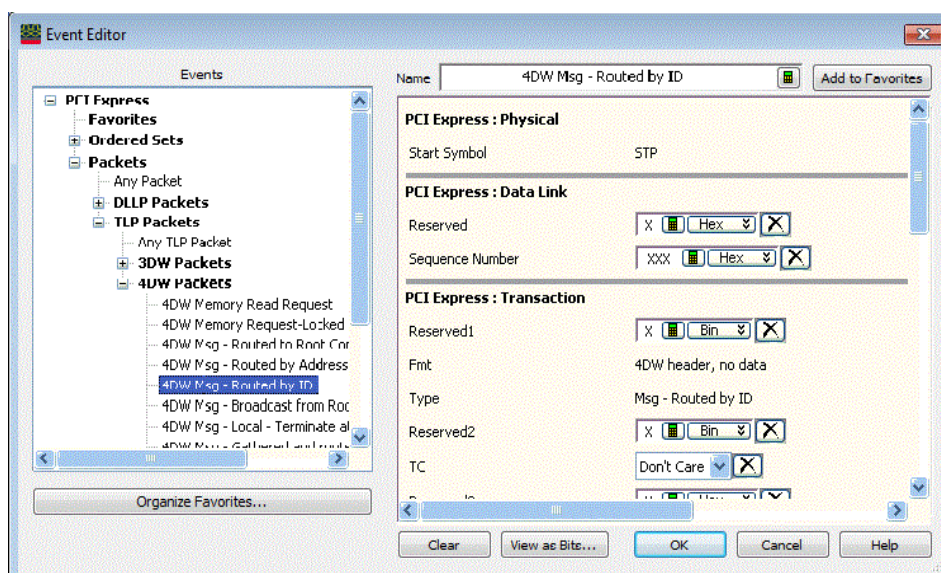 Event Editor
Events
PCI Express
Favorites
Ordered Sets
Packets
Any Packet
DLLP Packets
TLP Packets
Any TLP Packet
3DW Packets
4DW Packets
4DW Memory Read Request
4DW Memory Request-Locked
4DW Msg - Routed to Root Cor
4DW Msg - Routed by Address
4DW Msg - Routed by ID
4DW Msg - Broadcast from Roc
4DW Msg - Local - Terminate at
Organize Favorites...
Name 4DW Msg - Routed by ID Add to Favorites
PCI Express : Physical
Start Symbol STP
PCI Express : Data Link
Reserved X Hex
Sequence Number XXX Hex
PCI Express : Transaction
Reserved1 X Bin
Fmt 4DW header, no data
Type Msg - Routed by ID
Reserved2 X Bin
TC Don't Care
Clear View as Bits... OK Cancel Help